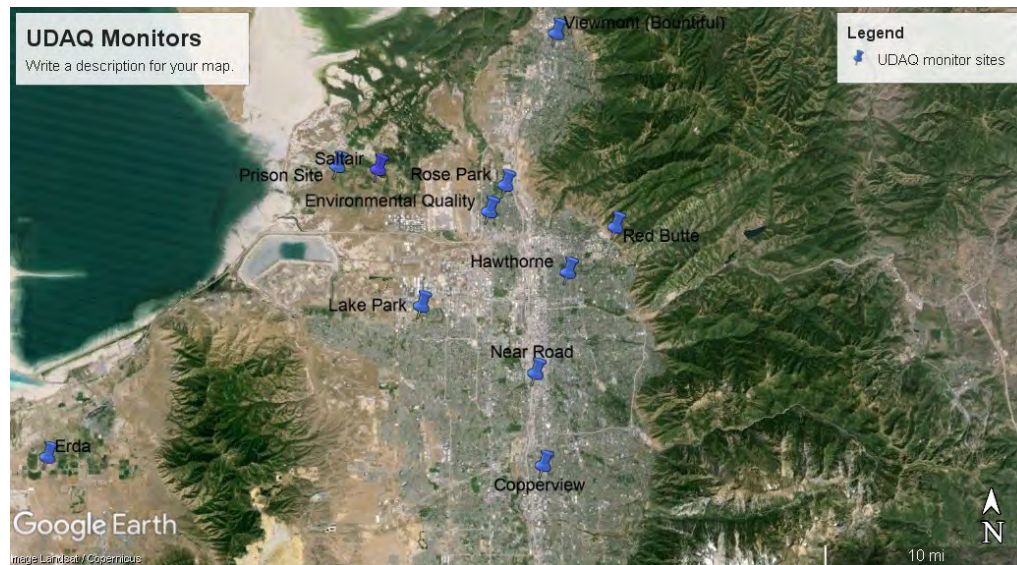 UDAQ Monitors
Write a description for your map.
Viewmont (Bountiful)
Legend
UDAQ monitor sites
Saltair
Prison Site
Rose Park
Environmental Quality
Red Butte
Hawthorne
Lake Park
Near Road
Erda
Copperview
Google Earth
N
10 mi
mage Landsat / Copernicus